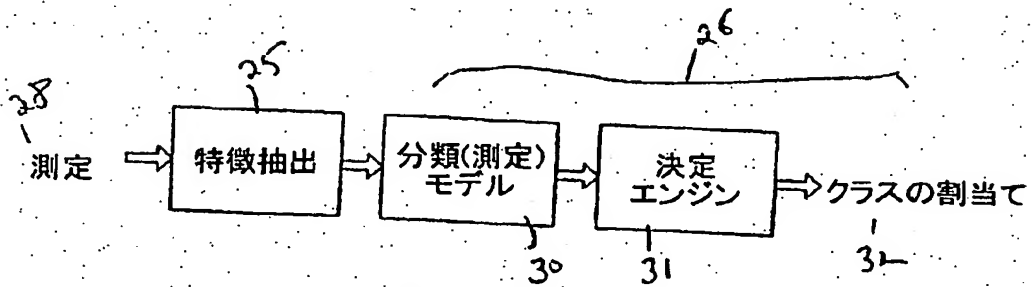 26
25
28
測定
特徴抽出
分類(測定)
モデル
決定
エンジン
クラスの割当て
30
31
32